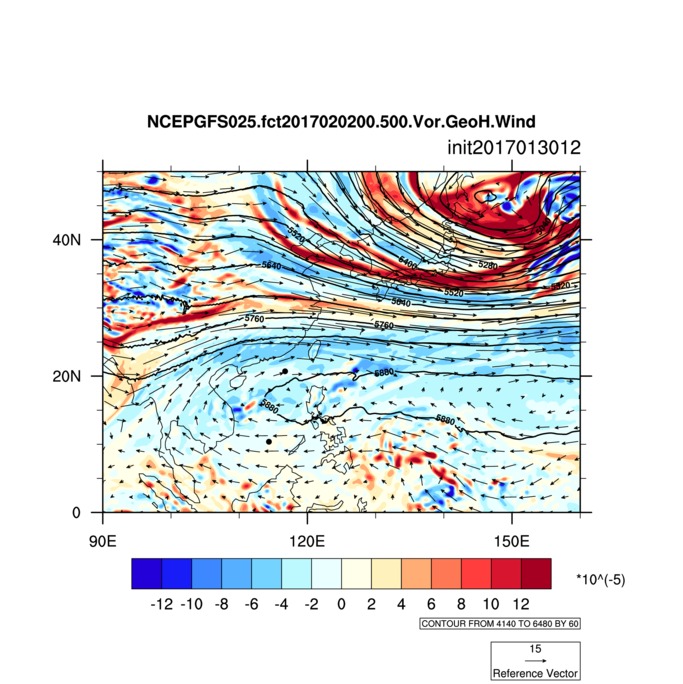 NCEPGFS025.fct2017020200.500.Vor.GeoH.Wind
init2017013012
40N
20N
0
90E 120E 150E
5520
5640
5760
5880
5400
5280
5520
5640
5760
5880
5880
5520
-12 -10 -8 -6 -4 -2 0 2 4 6 8 10 12
*10^(-5)
CONTOUR FROM 4140 TO 6480 BY 60
15
Reference Vector